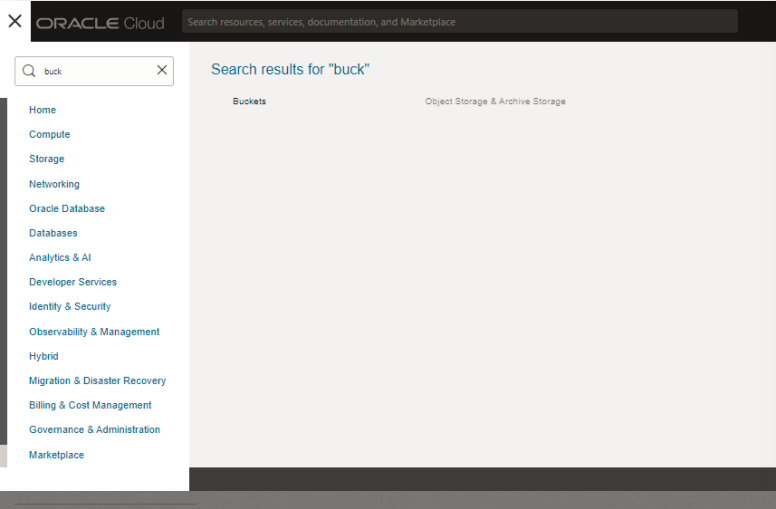 ORACLE Cloud
Search resources, services, documentation, and Marketplace
buck
Home
Compute
Storage
Networking
Oracle Database
Databases
Analytics & AI
Developer Services
Identity & Security
Observability & Management
Hybrid
Migration & Disaster Recovery
Billing & Cost Management
Governance & Administration
Marketplace
Search results for "buck"
Buckets
Object Storage & Archive Storage